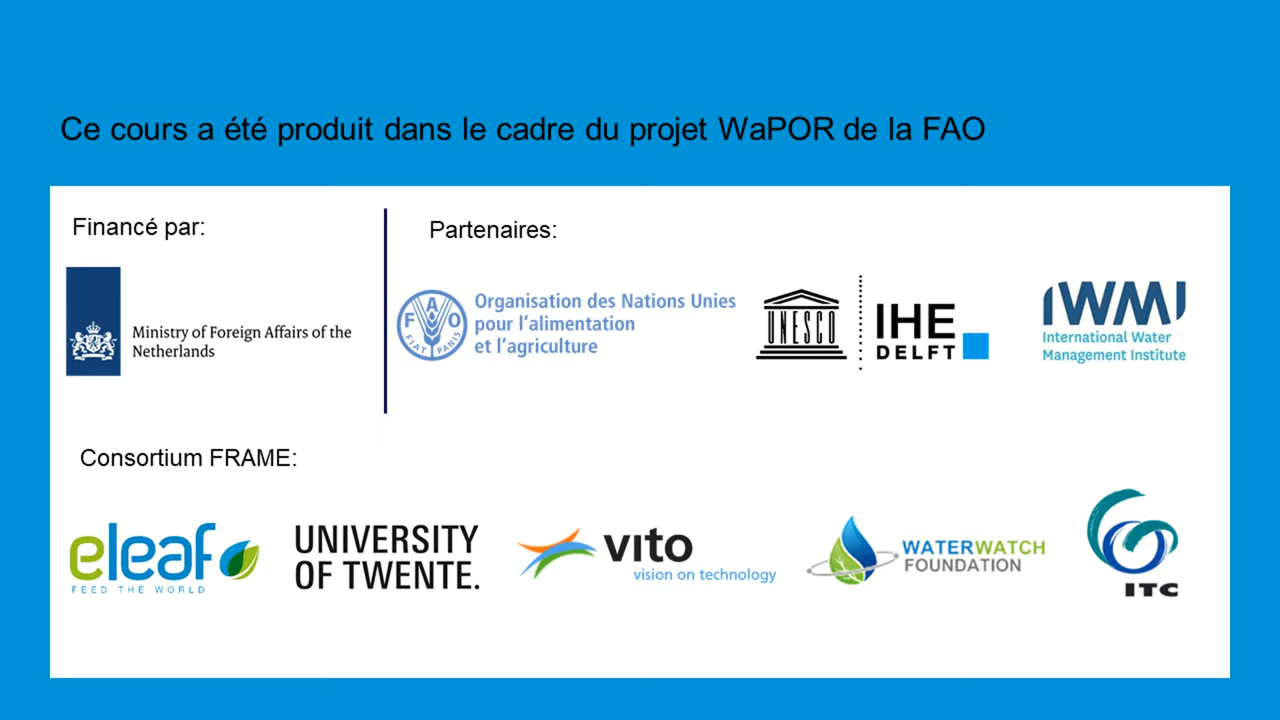 Ce cours a été produit dans le cadre du projet WaPOR de la FAO
Financé par:
Ministry of Foreign Affairs of the
Netherlands
Partenaires:
F A O
FIAT PANIS
Organisation des Nations Unies
pour l'alimentation
et l'agriculture
UNESCO
IHE
DELFT
IWMI
International Water
Management Institute
Consortium FRAME:
eleaf
FEED THE WORLD
UNIVERSITY
OF TWENTE.
vito
vision on technology
WATERWATCH
FOUNDATION
ITC